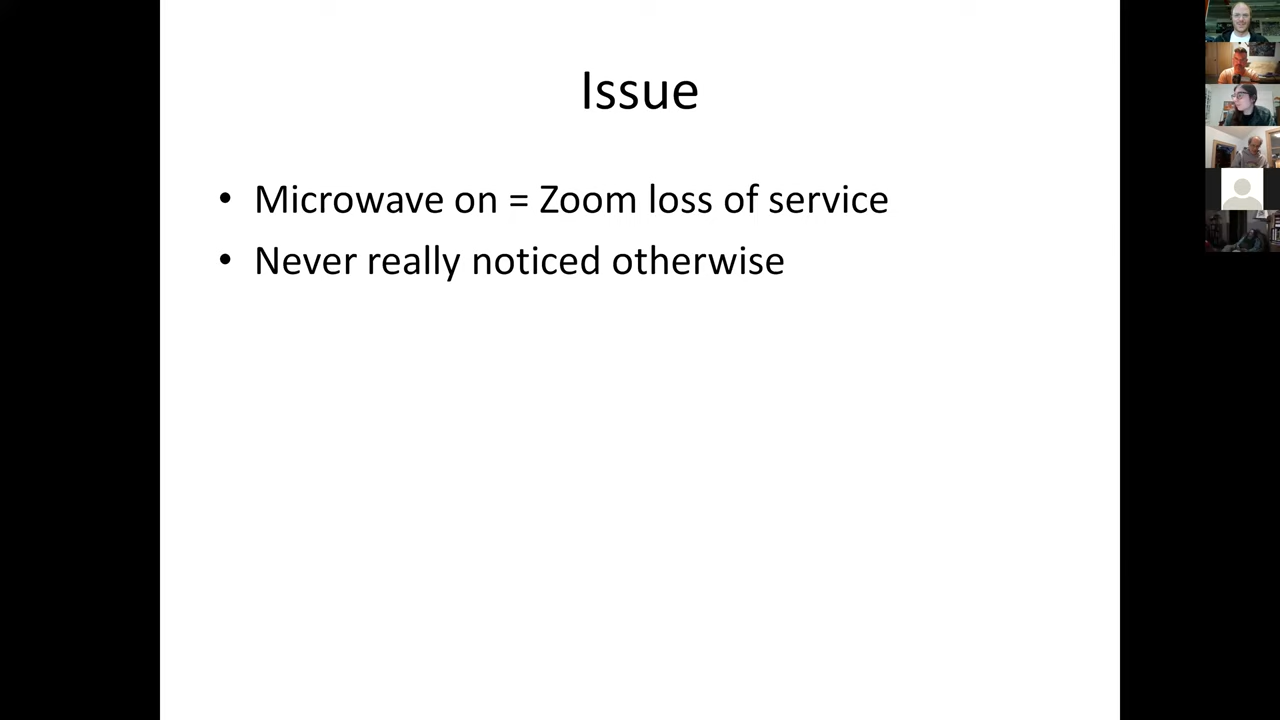 Issue
• Microwave on = Zoom loss of service
• Never really noticed otherwise